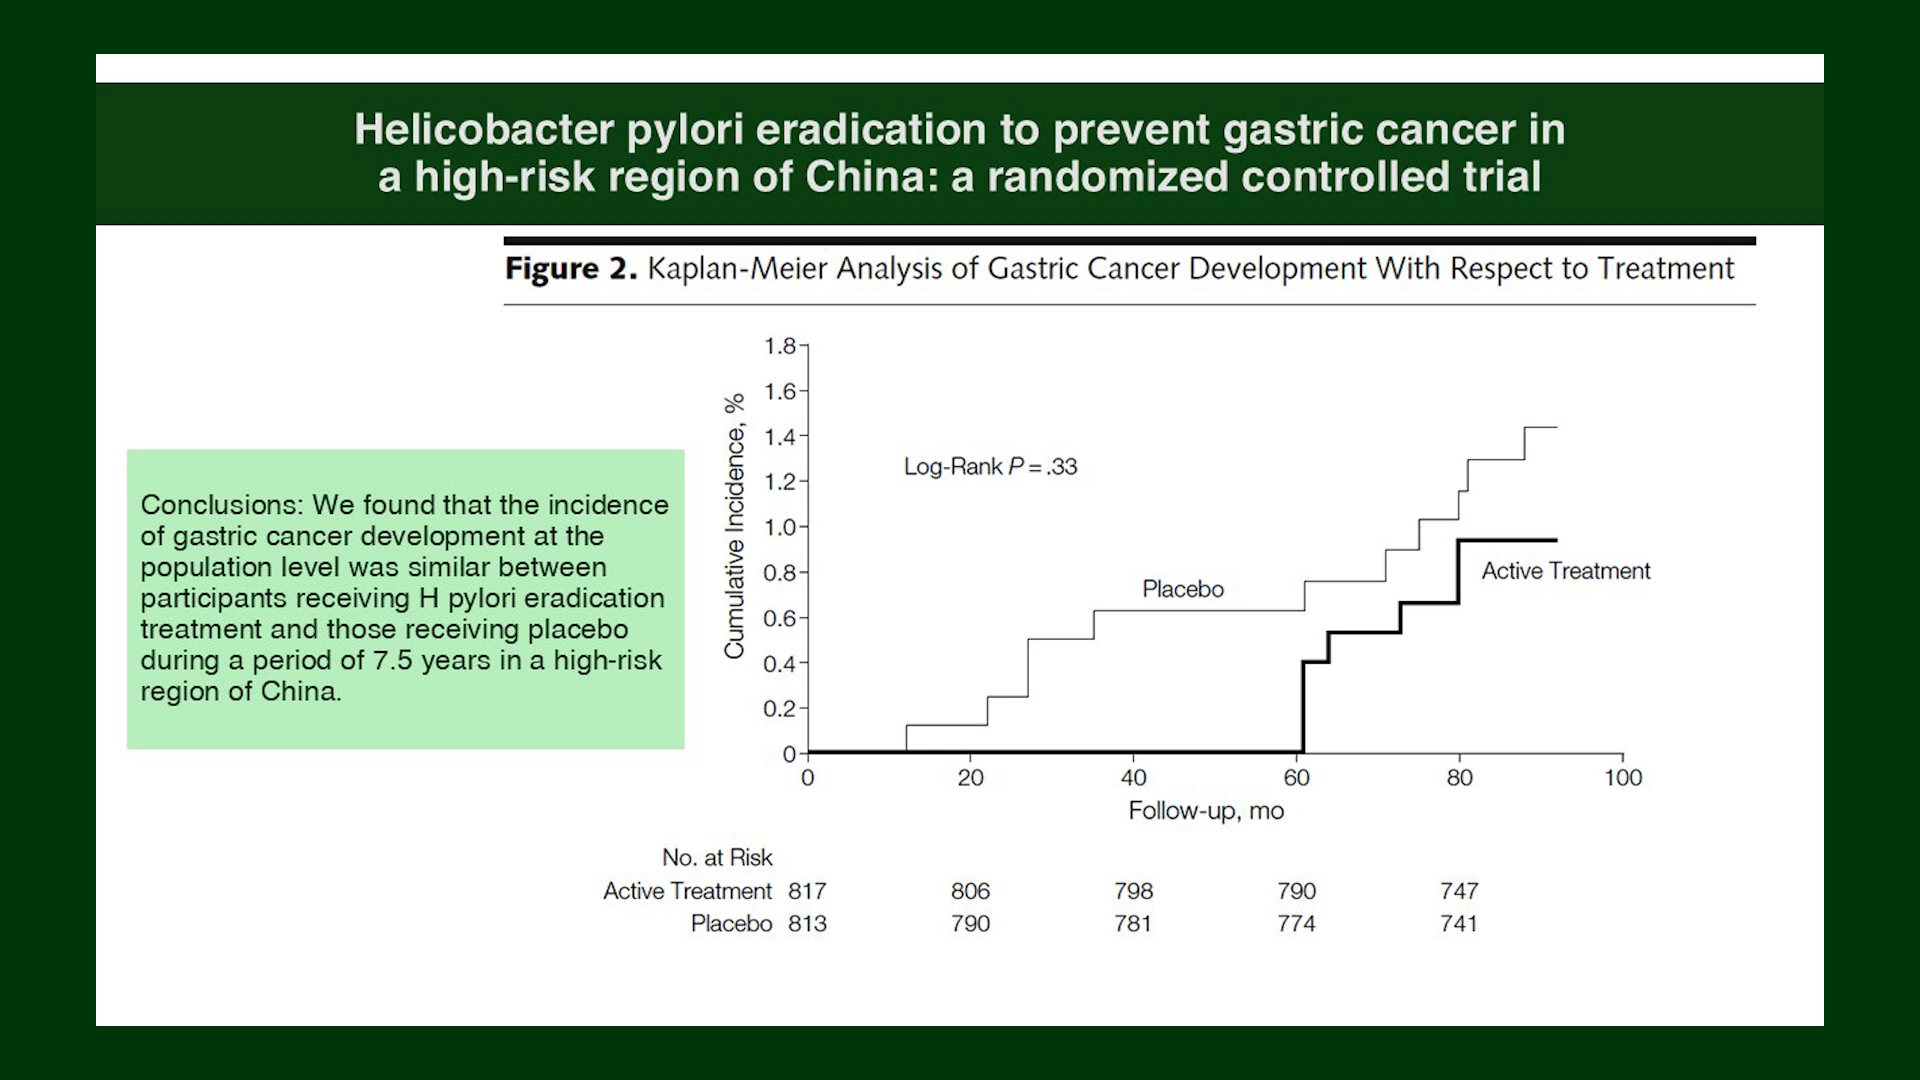 Helicobacter pylori eradication to prevent gastric cancer in
a high-risk region of China: a randomized controlled trial
Figure 2. Kaplan-Meier Analysis of Gastric Cancer Development With Respect to Treatment
Conclusions: We found that the incidence
of gastric cancer development at the
population level was similar between
participants receiving H pylori eradication
treatment and those receiving placebo
during a period of 7.5 years in a high-risk
region of China.
Cumulative Incidence, %
1.8
1.6
1.4
1.2
1.0
0.8
0.6
0.4
0.2
0
Log-Rank P = .33
Placebo
Active Treatment
0 20 40 60 80 100
Follow-up, mo
No. at Risk
Active Treatment 817 806 798 790 747
Placebo 813 790 781 774 741